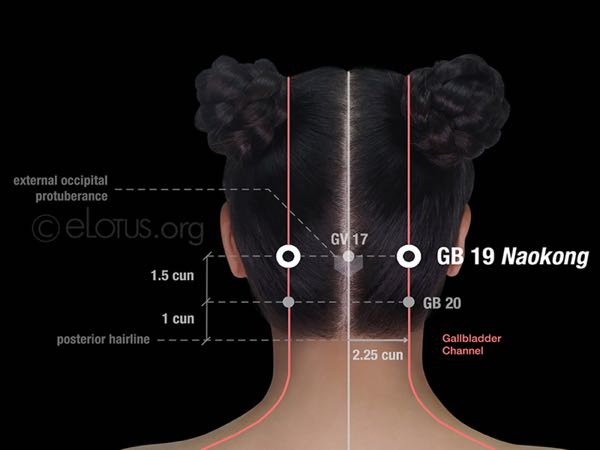 external occipital
protuberance
© eLotus.org
GV 17
GB 19 Naokong
1.5 cun
GB 20
1 cun
posterior hairline
Gallbladder
Channel
2.25 cun